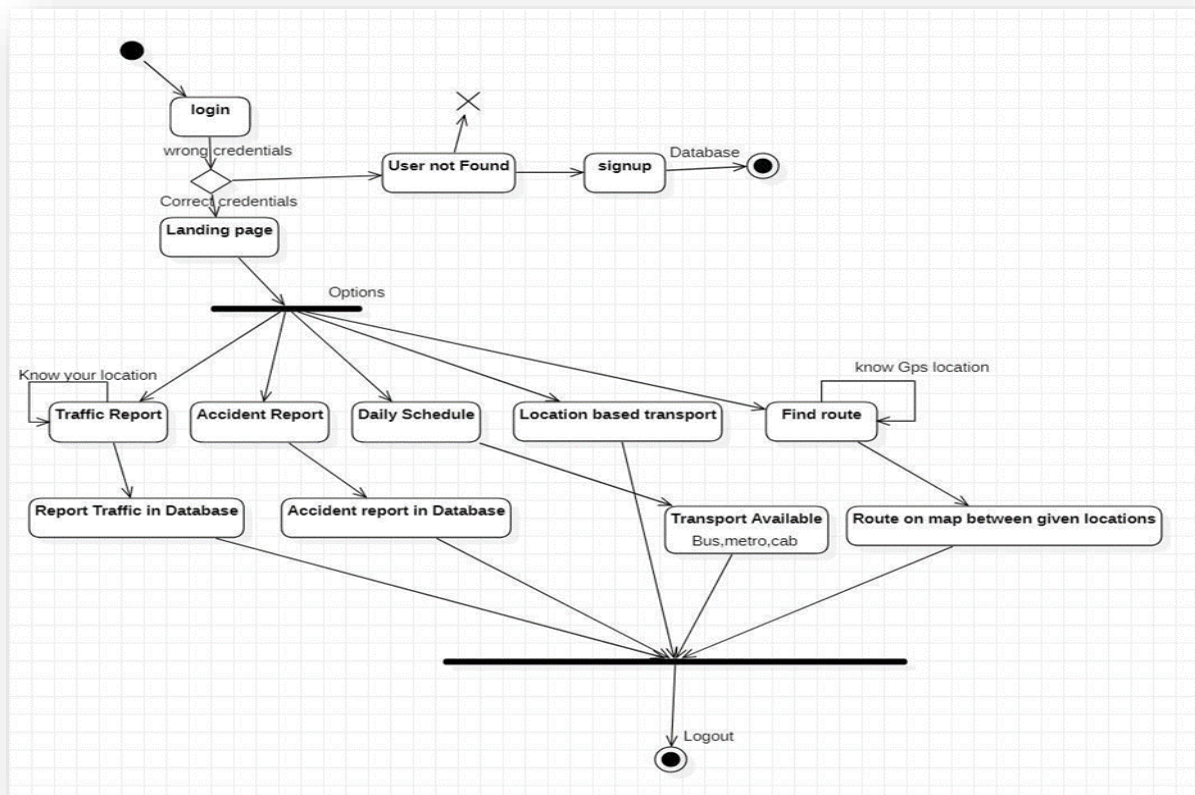 login
wrong credentials
User not Found
signup
Database
Correct credentials
Landing page
Options
Know your location
know Gps location
Traffic Report
Accident Report
Daily Schedule
Location based transport
Find route
Report Traffic in Database
Accident report in Database
Transport Available
Bus,metro,cab
Route on map between given locations
Logout